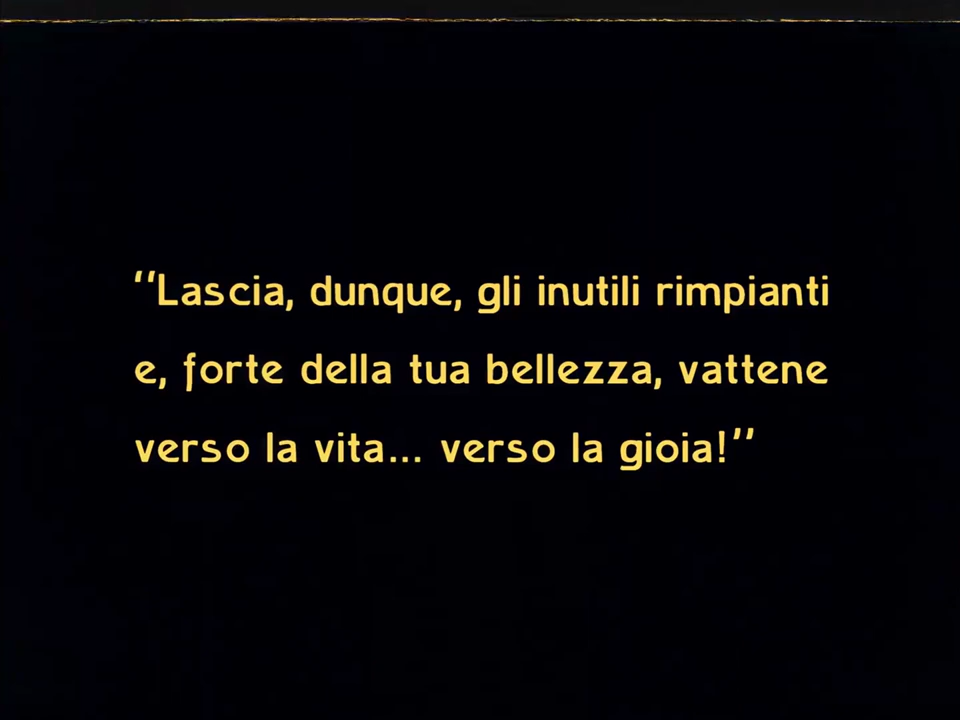 "Lascia, dunque, gli inutili rimpianti
e, forte della tua bellezza, vattene
verso la vita... verso la gioia!"